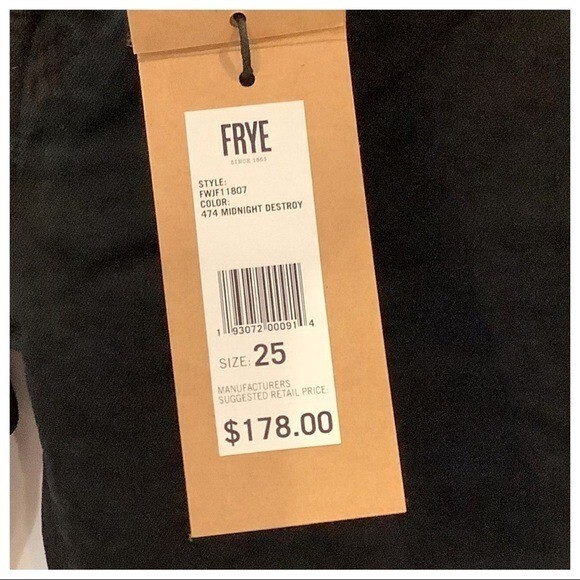 FRYE
SINCE 1863
STYLE:
FWJF11807
COLOR:
474 MIDNIGHT DESTROY
1 93072 00091 4
SIZE: 25
MANUFACTURERS
SUGGESTED RETAIL PRICE:
$178.00